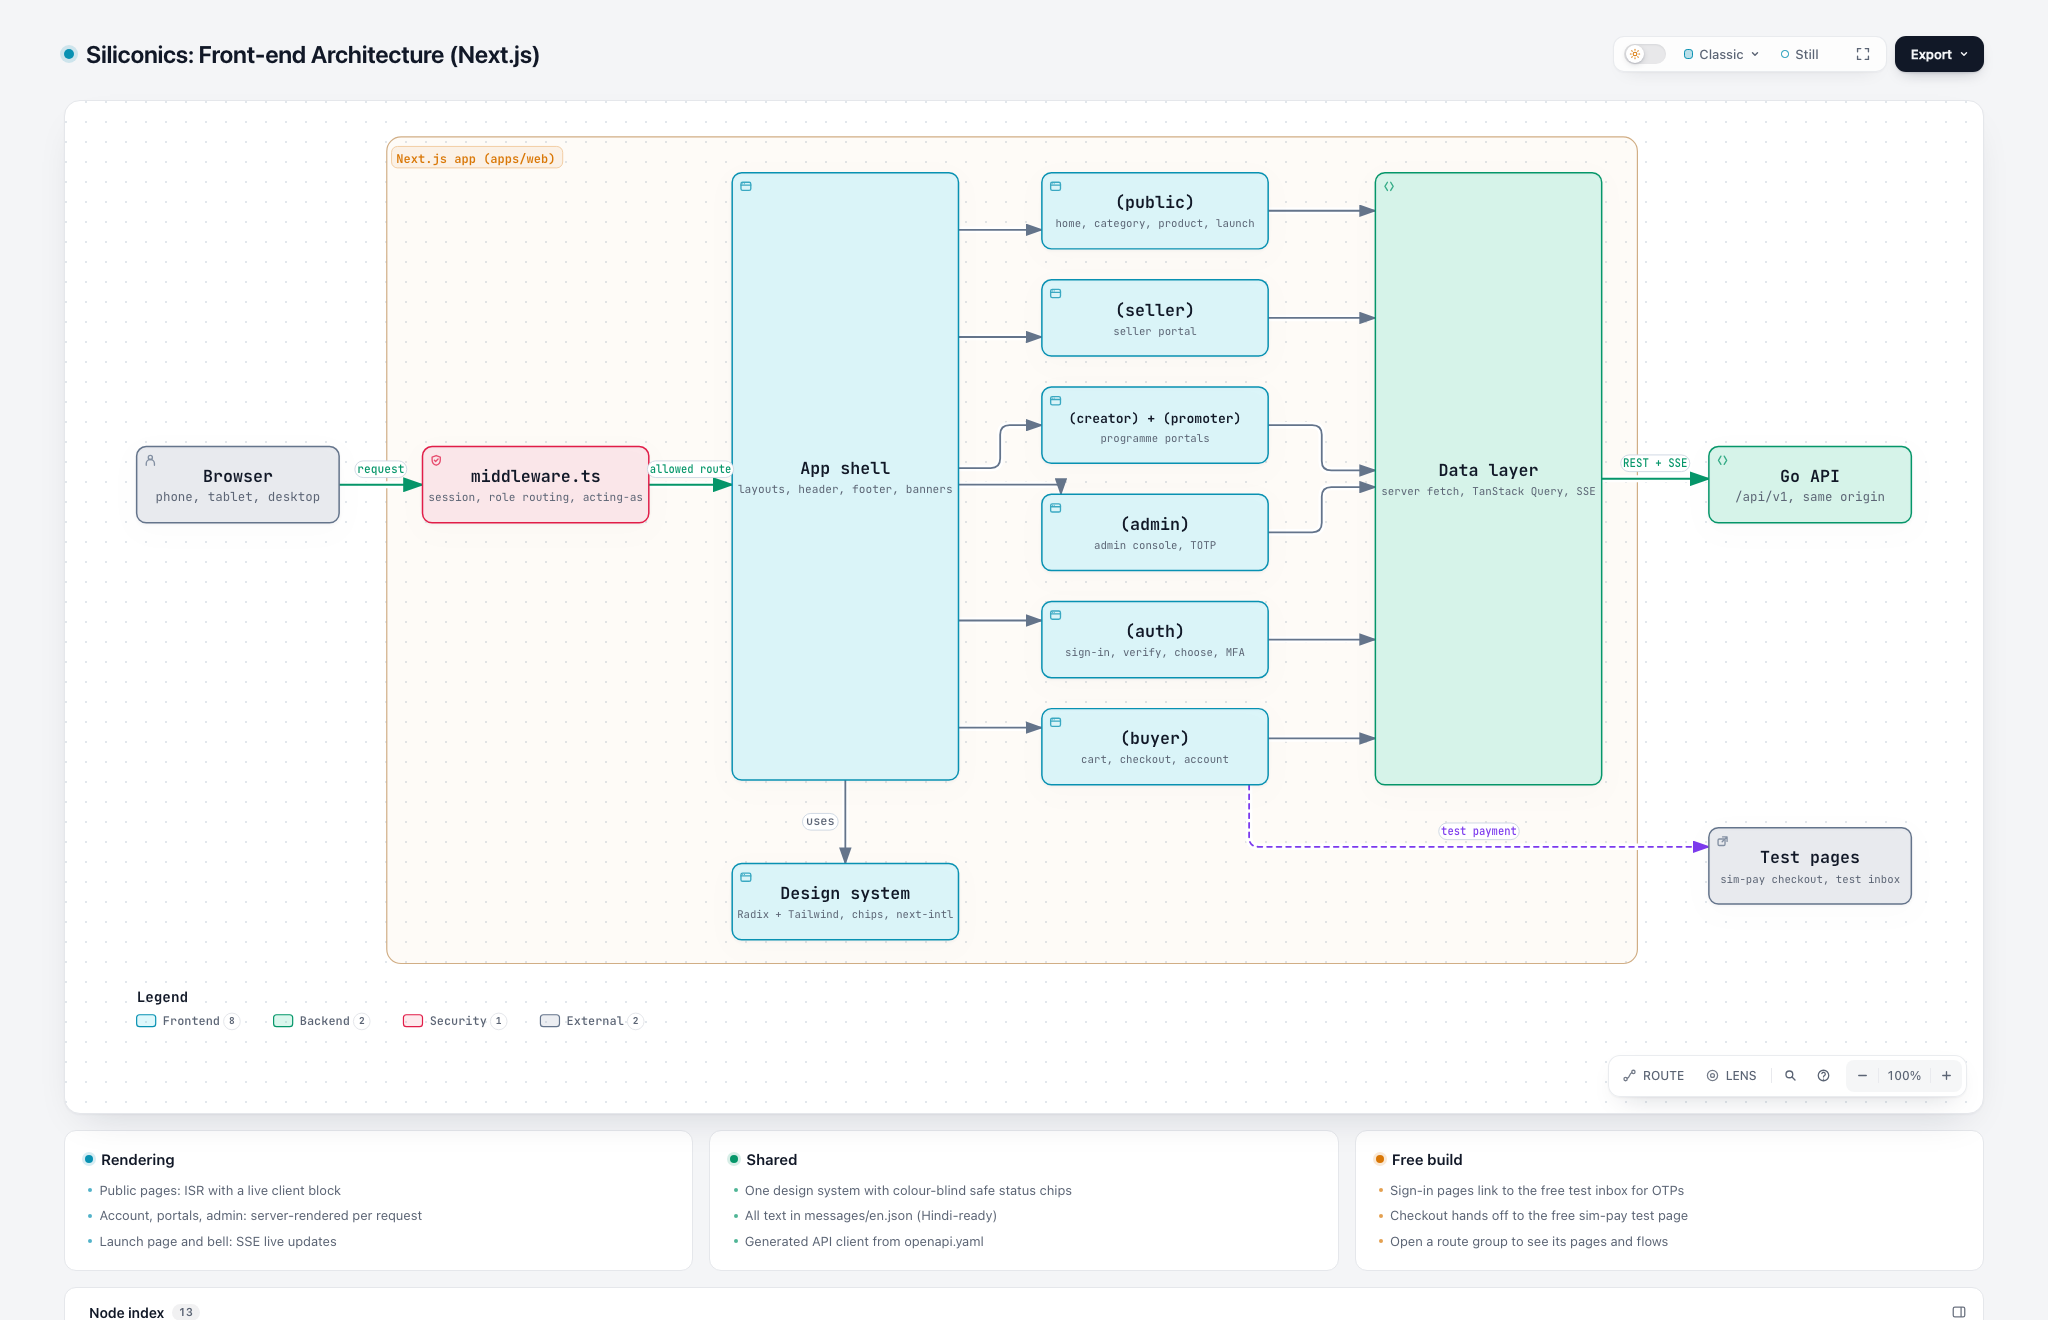 Siliconics: Front-end Architecture (Next.js)
Classic
Still
Export
Next.js app (apps/web)
Browser
phone, tablet, desktop
request
middleware.ts
session, role routing, acting-as
allowed route
App shell
layouts, header, footer, banners
(public)
home, category, product, launch
(seller)
seller portal
(creator) + (promoter)
programme portals
(admin)
admin console, TOTP
(auth)
sign-in, verify, choose, MFA
(buyer)
cart, checkout, account
Data layer
server fetch, TanStack Query, SSE
REST + SSE
Go API
/api/v1, same origin
uses
Design system
Radix + Tailwind, chips, next-intl
test payment
Test pages
sim-pay checkout, test inbox
Legend
Frontend 8
Backend 2
Security 1
External 2
ROUTE
LENS
100%
Rendering
Public pages: ISR with a live client block
Account, portals, admin: server-rendered per request
Launch page and bell: SSE live updates
Shared
One design system with colour-blind safe status chips
All text in messages/en.json (Hindi-ready)
Generated API client from openapi.yaml
Free build
Sign-in pages link to the free test inbox for OTPs
Checkout hands off to the free sim-pay test page
Open a route group to see its pages and flows
Node index 13